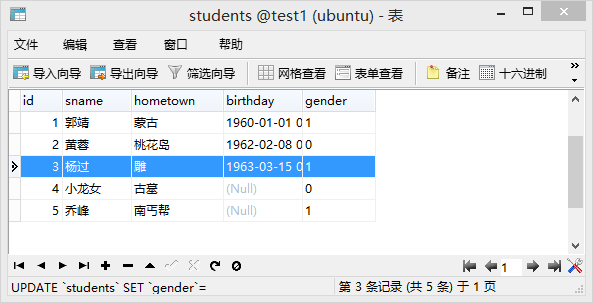 students @test1 (ubuntu) - 表
文件 编辑 查看 窗口 帮助
导入向导 导出向导 筛选向导 网格查看 表单查看 备注 十六进制
id sname hometown birthday gender
1 郭靖 蒙古 1960-01-01 0 1
2 黄蓉 桃花岛 1962-02-08 0 0
3 杨过 雕 1963-03-15 0 1
4 小龙女 古墓 (Null) 0
5 乔峰 南丐帮 (Null) 1
1
UPDATE `students` SET `gender`= 第 3 条记录 (共 5 条) 于 1 页